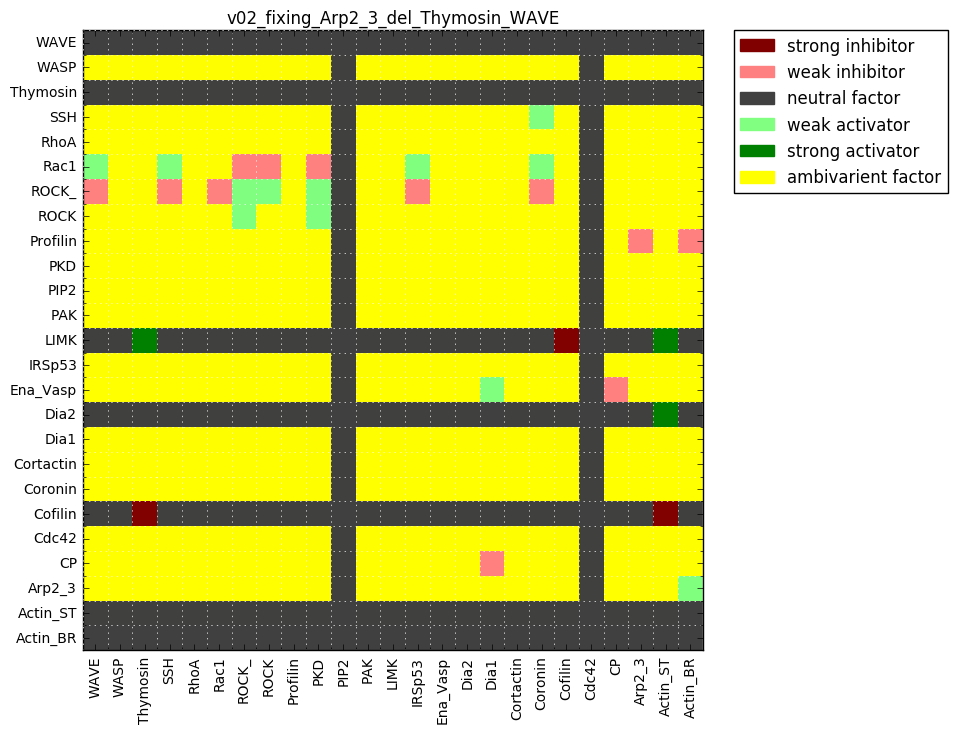 v02_fixing_Arp2_3_del_Thymosin_WAVE
WAVE
WASP
Thymosin
SSH
RhoA
Rac1
ROCK_
ROCK
Profilin
PKD
PIP2
PAK
LIMK
IRSp53
Ena_Vasp
Dia2
Dia1
Cortactin
Coronin
Cofilin
Cdc42
CP
Arp2_3
Actin_ST
Actin_BR
WAVE
WASP
Thymosin
SSH
RhoA
Rac1
ROCK_
ROCK
Profilin
PKD
PIP2
PAK
LIMK
IRSp53
Ena_Vasp
Dia2
Dia1
Cortactin
Coronin
Cofilin
Cdc42
CP
Arp2_3
Actin_ST
Actin_BR
strong inhibitor
weak inhibitor
neutral factor
weak activator
strong activator
ambivarient factor